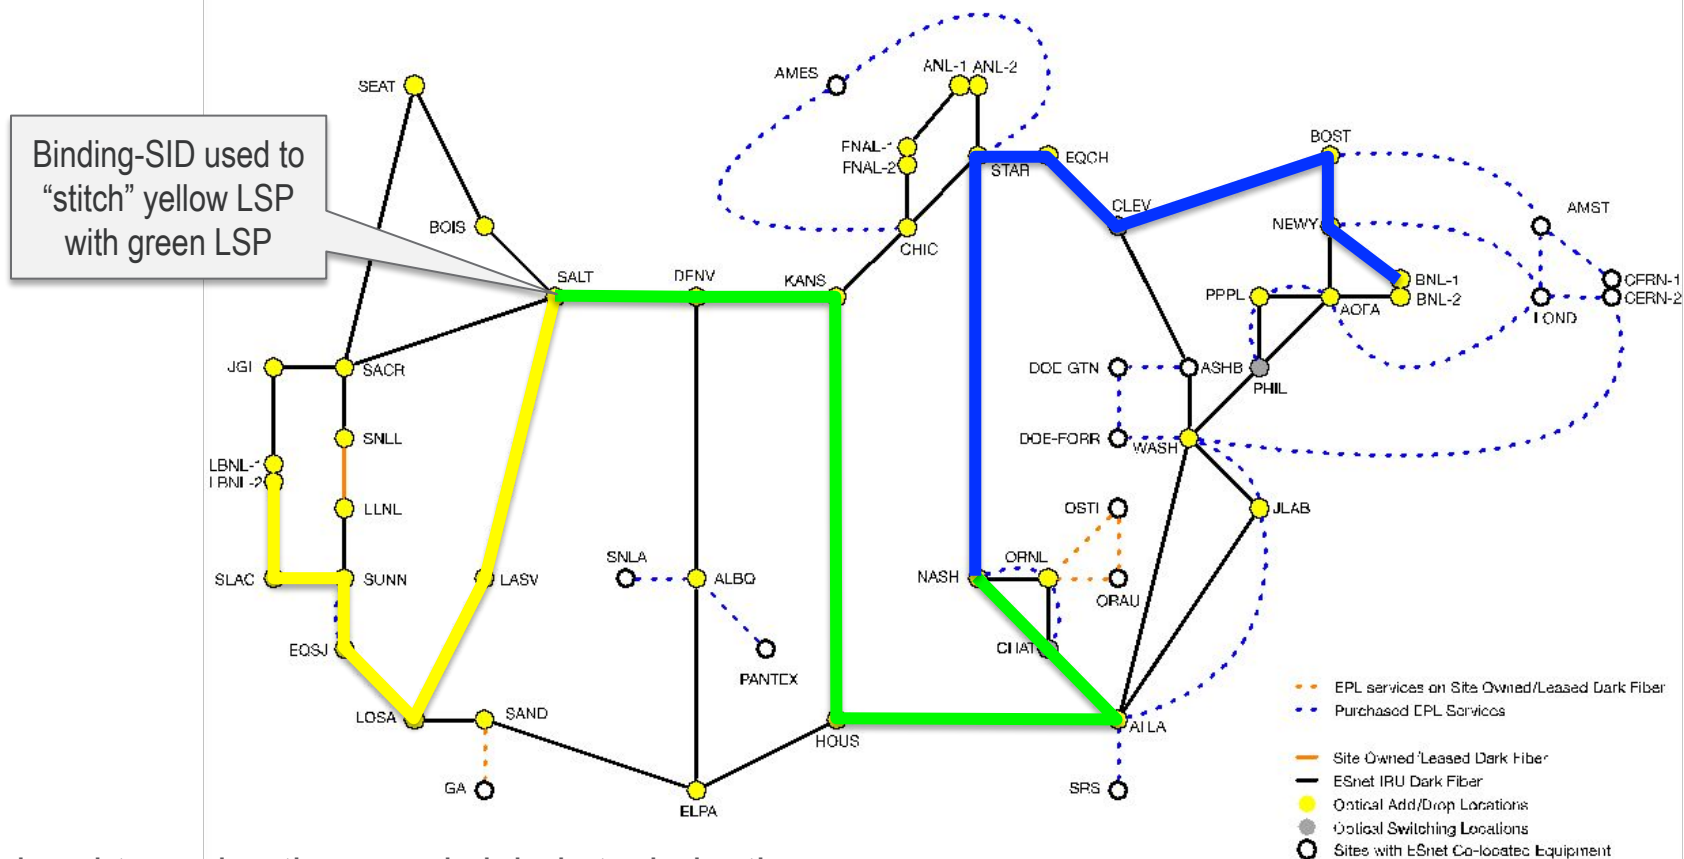 AMES
ANL-1 ANL-2
SEAT
Binding-SID used to
“stitch” yellow LSP
with green LSP
FNAL-1
FNAL-2
STAR
EQCH
BOST
CLEV
AMST
BOIS
NEWY
CHIC
SALT
DENV
KANS
BNL-1
BNL-2
CERN-1
CERN-2
PPPL
AOFA
LOND
JGI
SACR
DOE GTN
ASHB
PHIL
SNLL
DOE-FORR
WASH
LBNL-1
LBNL-2
LLNL
OSTI
JLAB
SNLA
ORNL
SLAC
SUNN
LASV
ALBQ
NASH
ORAU
EQSJ
CHAT
PANTEX
EPL services on Site Owned/Leased Dark Fiber
LOSA
SAND
Purchased EPL Services
HOUS
ATLA
Site Owned/Leased Dark Fiber
GA
SRS
ESnet IRU Dark Fiber
ELPA
Optical Add/Drop Locations
Optical Switching Locations
Sites with ESnet Co-located Equipment